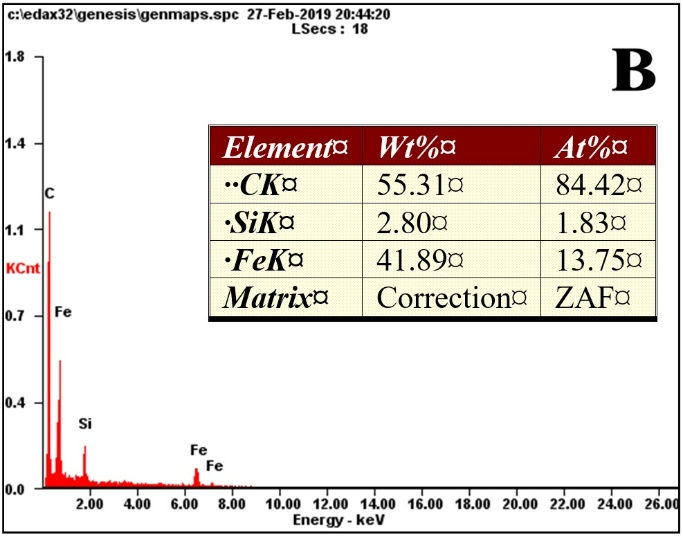 c:\edax32\genesis\genmaps.spc 27-Feb-2019 20:44:20
LSecs : 18
B
1.8
1.4
1.1
0.7
0.4
0.0
KCnt
C
Fe
Si
Fe
Fe
Element¤ Wt%¤ At%¤
··CK¤ 55.31¤ 84.42¤
·SiK¤ 2.80¤ 1.83¤
·FeK¤ 41.89¤ 13.75¤
Matrix¤ Correction¤ ZAF¤
2.00 4.00 6.00 8.00 10.00 12.00 14.00 16.00 18.00 20.00 22.00 24.00 26.00
Energy - keV